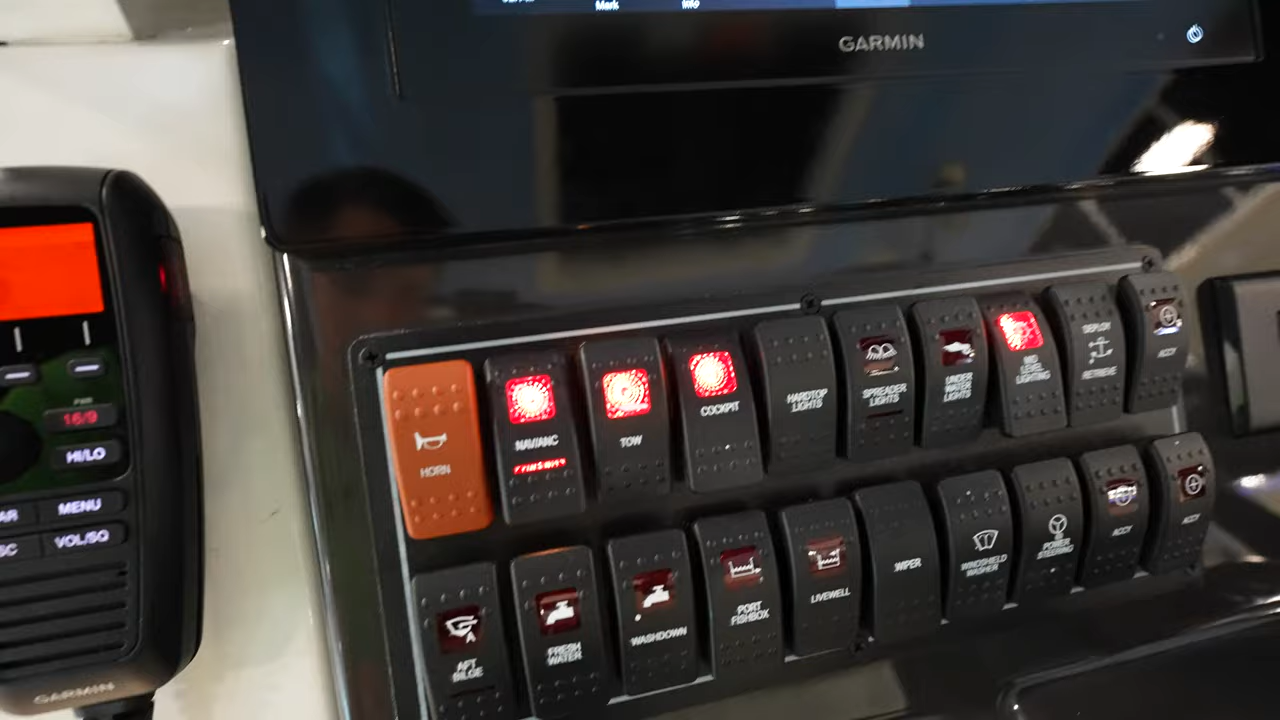 Mark
Info
GARMIN
16/9
HI/LO
MENU
VOL/SQ
GARMIN
HORN
NAV/ANC
TOW
COCKPIT
HARDTOP
LIGHTS
SPREADER
LIGHTS
UNDER
WATER
LIGHTS
MID
LEVEL
LIGHTING
DEPLOY
RETRIEVE
ACCY
AFT
BILGE
FRESH
WATER
WASHDOWN
PORT
FISHBOX
LIVEWELL
WIPER
WINDSHIELD
WASHER
POWER
STEERING
ACCY
ACCY